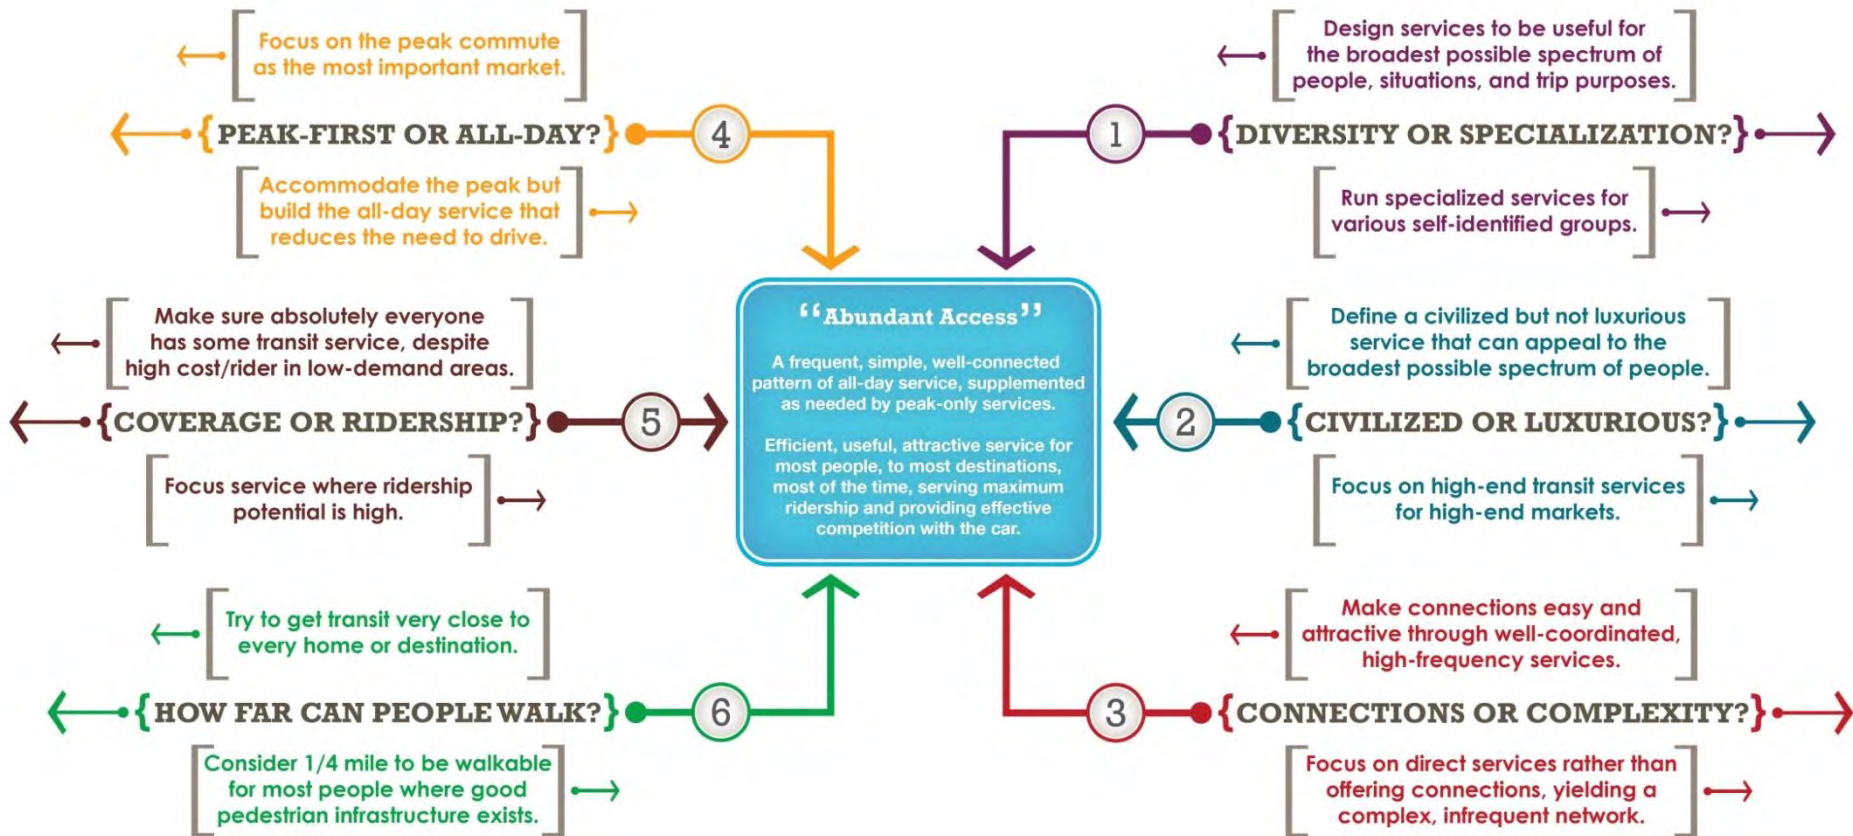 Focus on the peak commute
as the most important market.
{PEAK-FIRST OR ALL-DAY?}
4
Accommodate the peak but
build the all-day service that
reduces the need to drive.
Design services to be useful for
the broadest possible spectrum of
people, situations, and trip purposes.
1
{DIVERSITY OR SPECIALIZATION?}
Run specialized services for
various self-identified groups.
Make sure absolutely everyone
has some transit service, despite
high cost/rider in low-demand areas.
{COVERAGE OR RIDERSHIP?}
5
Focus service where ridership
potential is high.
“Abundant Access”
A frequent, simple, well-connected
pattern of all-day service, supplemented
as needed by peak-only services.
Efficient, useful, attractive service for
most people, to most destinations,
most of the time, serving maximum
ridership and providing effective
competition with the car.
Define a civilized but not luxurious
service that can appeal to the
broadest possible spectrum of people.
2
{CIVILIZED OR LUXURIOUS?}
Focus on high-end transit services
for high-end markets.
Try to get transit very close to
every home or destination.
{HOW FAR CAN PEOPLE WALK?}
6
Consider 1/4 mile to be walkable
for most people where good
pedestrian infrastructure exists.
Make connections easy and
attractive through well-coordinated,
high-frequency services.
3
{CONNECTIONS OR COMPLEXITY?}
Focus on direct services rather than
offering connections, yielding a
complex, infrequent network.